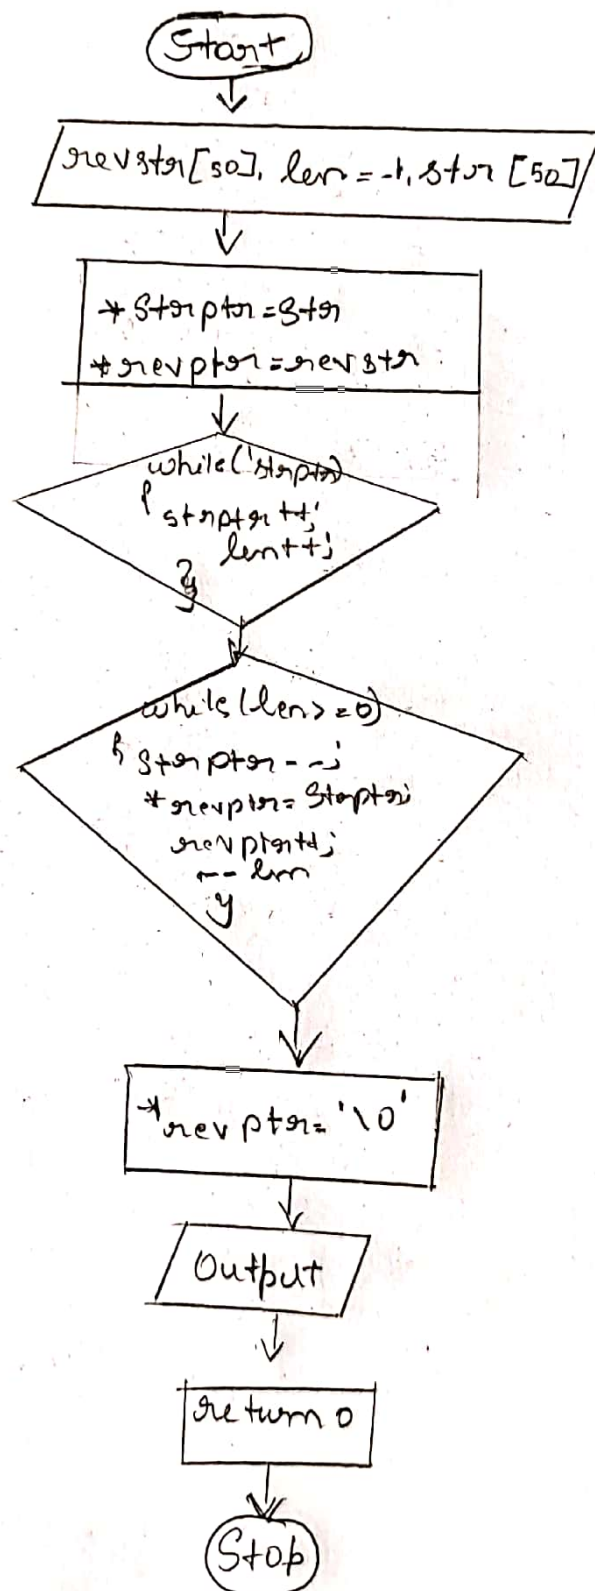 Start
revstr[50], len=-1, str [50]
*Strptr=Str
*revptr=revstr
while(*strptr)
{ strptr++;
len++;
}
while(len>=0)
{ strptr--;
*revptr=Strptr;
revptr++;
--len
}
*revptr='\0'
Output
return 0
Stop